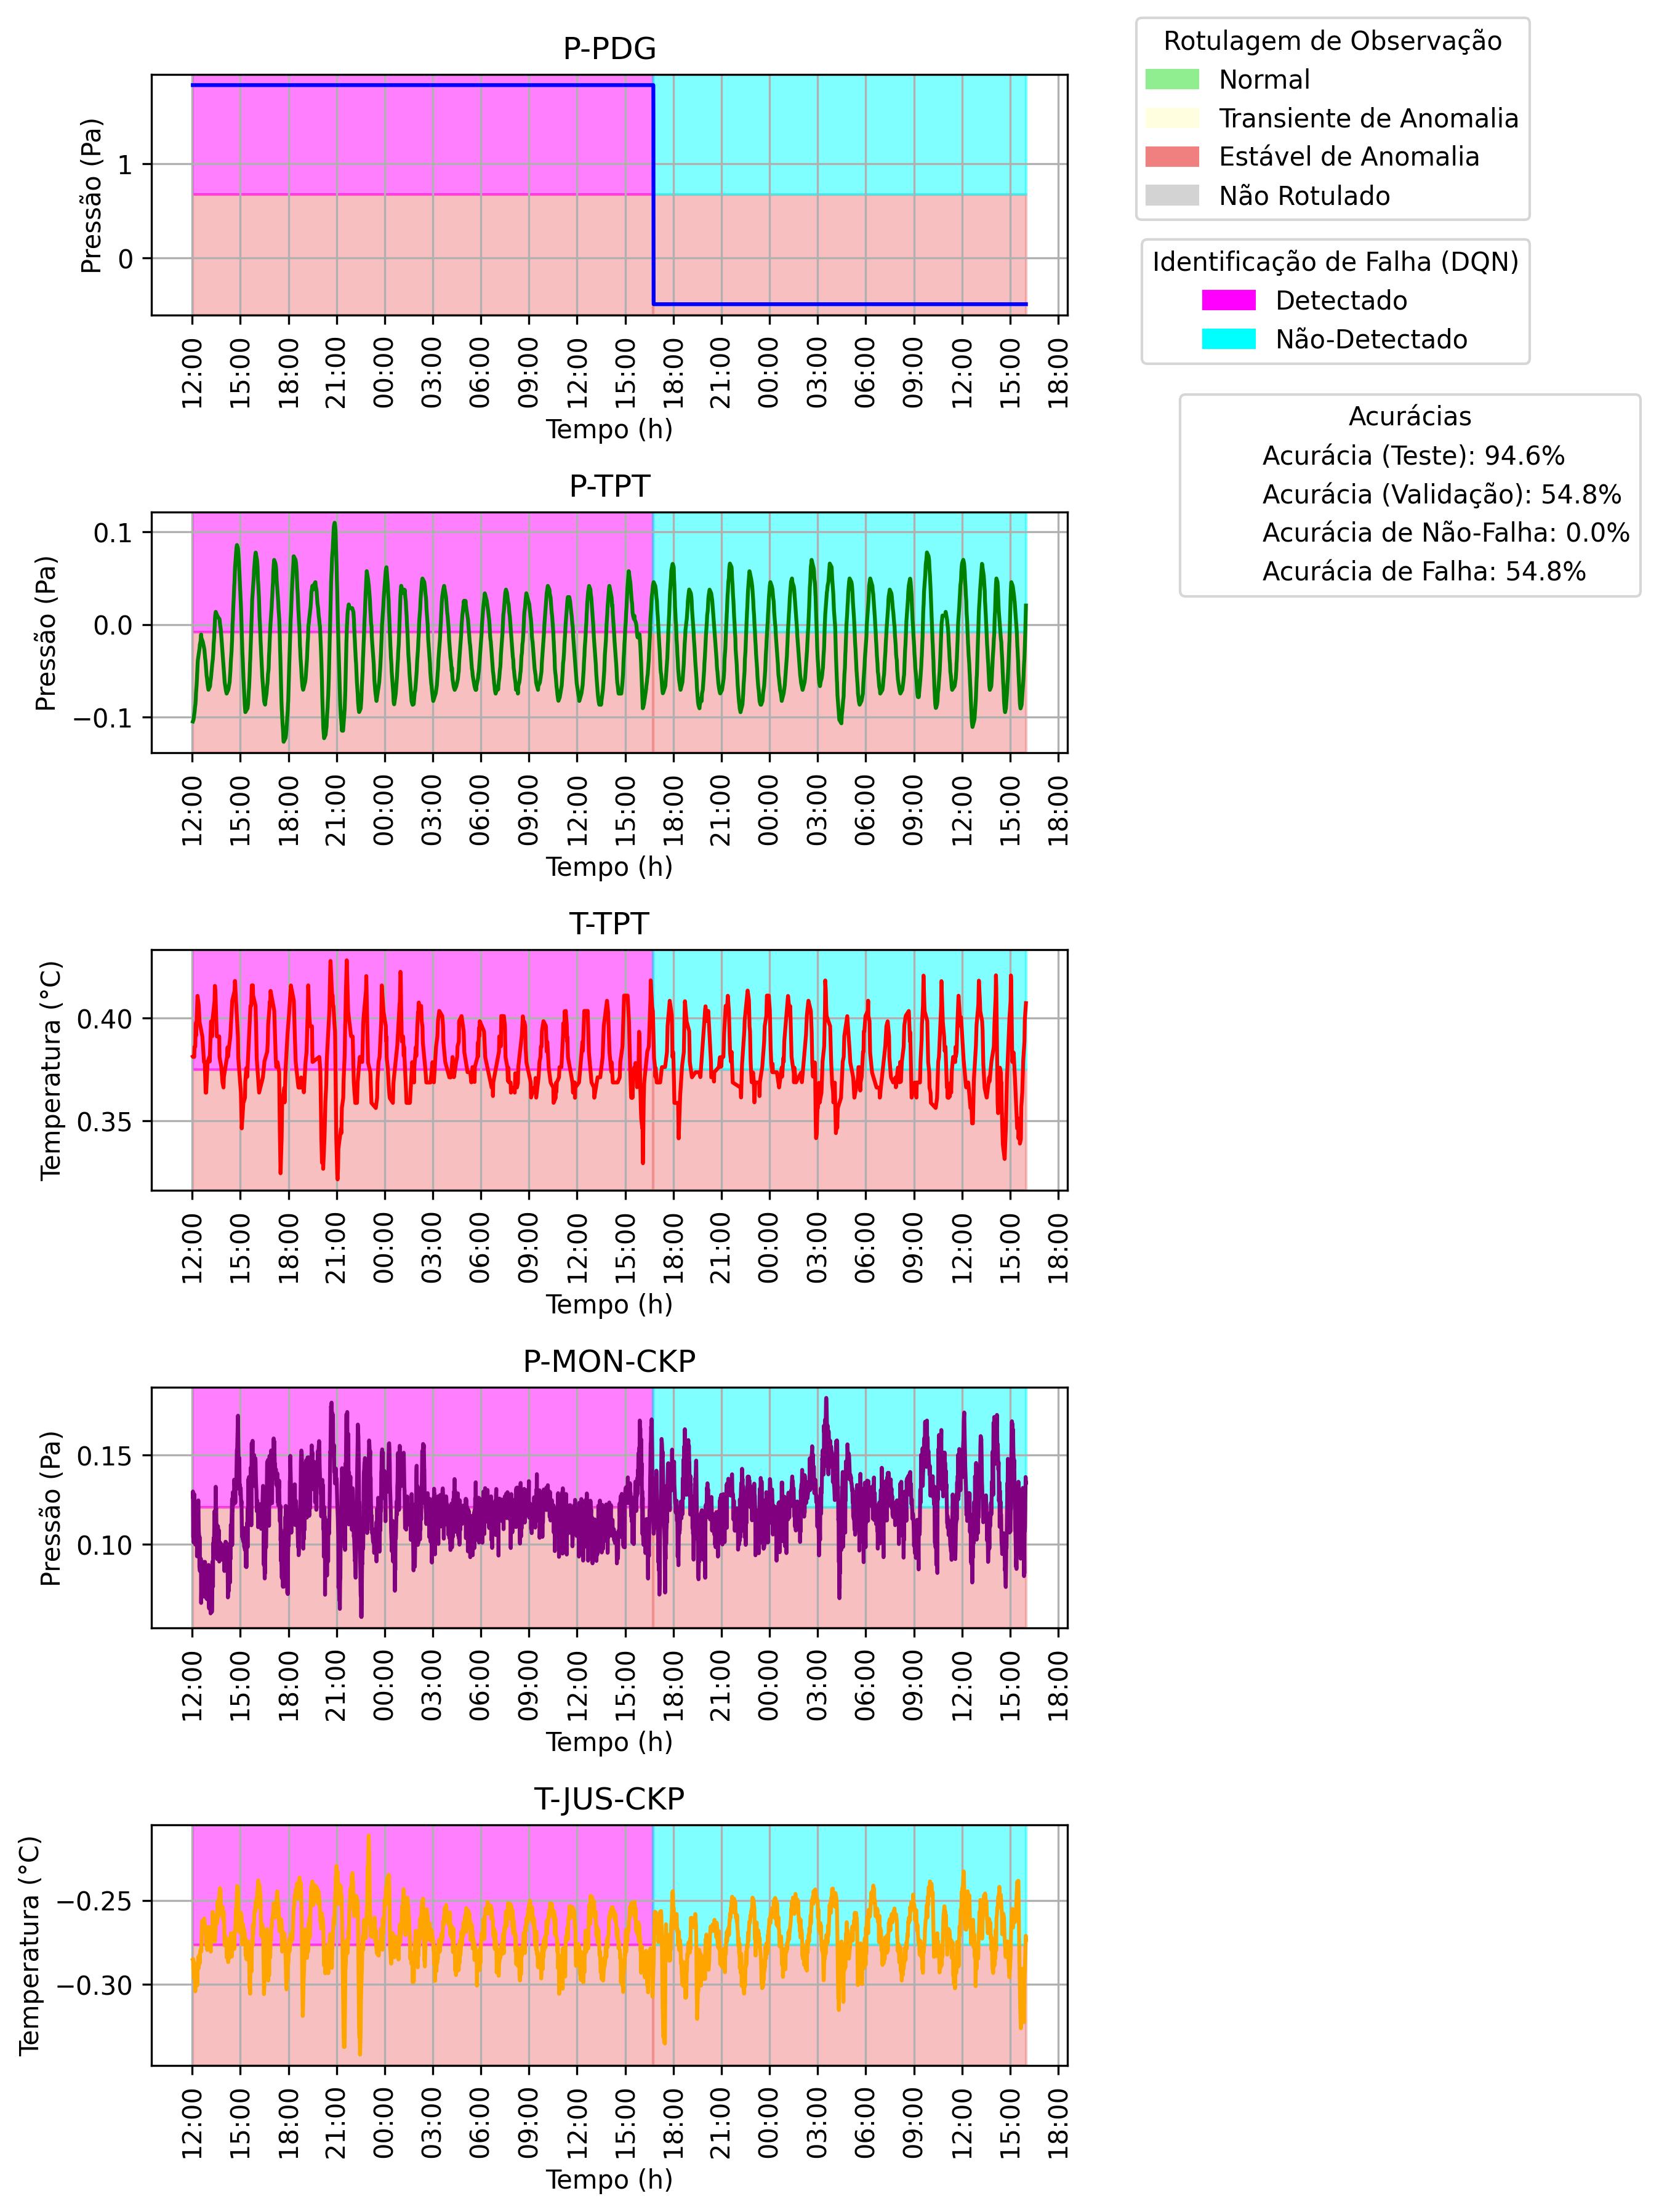 P-PDG
Pressão (Pa)
1
0
12:00 15:00 18:00 21:00 00:00 03:00 06:00 09:00 12:00 15:00 18:00 21:00 00:00 03:00 06:00 09:00 12:00 15:00 18:00
Tempo (h)
Rotulagem de Observação
Normal
Transiente de Anomalia
Estável de Anomalia
Não Rotulado
Identificação de Falha (DQN)
Detectado
Não-Detectado
Acurácias
Acurácia (Teste): 94.6%
Acurácia (Validação): 54.8%
Acurácia de Não-Falha: 0.0%
Acurácia de Falha: 54.8%
P-TPT
Pressão (Pa)
0.1
0.0
−0.1
12:00 15:00 18:00 21:00 00:00 03:00 06:00 09:00 12:00 15:00 18:00 21:00 00:00 03:00 06:00 09:00 12:00 15:00 18:00
Tempo (h)
T-TPT
Temperatura (°C)
0.40
0.35
12:00 15:00 18:00 21:00 00:00 03:00 06:00 09:00 12:00 15:00 18:00 21:00 00:00 03:00 06:00 09:00 12:00 15:00 18:00
Tempo (h)
P-MON-CKP
Pressão (Pa)
0.15
0.10
12:00 15:00 18:00 21:00 00:00 03:00 06:00 09:00 12:00 15:00 18:00 21:00 00:00 03:00 06:00 09:00 12:00 15:00 18:00
Tempo (h)
T-JUS-CKP
Temperatura (°C)
−0.25
−0.30
12:00 15:00 18:00 21:00 00:00 03:00 06:00 09:00 12:00 15:00 18:00 21:00 00:00 03:00 06:00 09:00 12:00 15:00 18:00
Tempo (h)